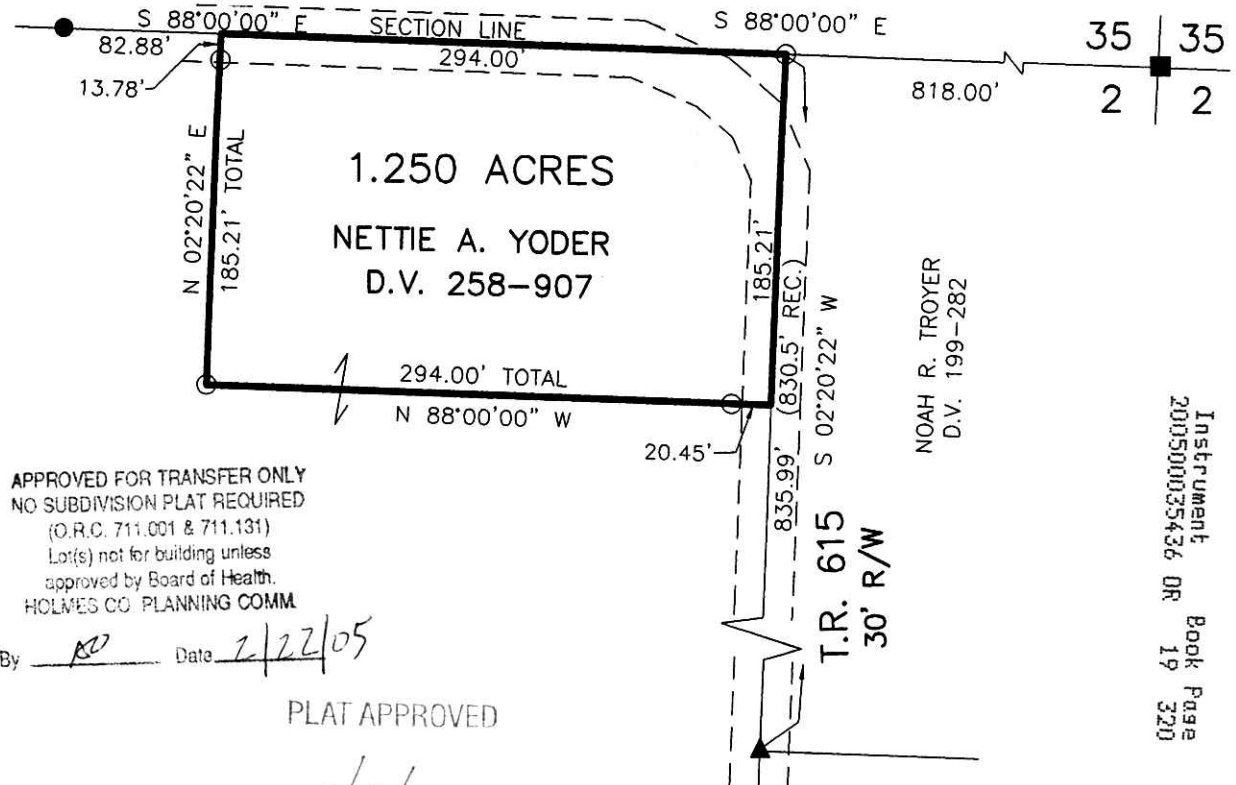 S 88°00'00" E
SECTION LINE
S 88°00'00" E
82.88'
294.00'
818.00'
35 35
2 2
13.78'
N 02°20'22" E
185.21' TOTAL
1.250 ACRES
NETTIE A. YODER
D.V. 258-907
185.21'
835.99' (830.5' REC.)
S 02°20'22" W
NOAH R. TROYER
D.V. 199-282
294.00' TOTAL
N 88°00'00" W
20.45'
T.R. 615
30' R/W
Instrument Book Page
200500035436 OR 19 320
APPROVED FOR TRANSFER ONLY
NO SUBDIVISION PLAT REQUIRED
(O.R.C. 711.001 & 711.131)
Lot(s) not for building unless
approved by Board of Health.
HOLMES CO PLANNING COMM.
By Date 2/22/05
PLAT APPROVED